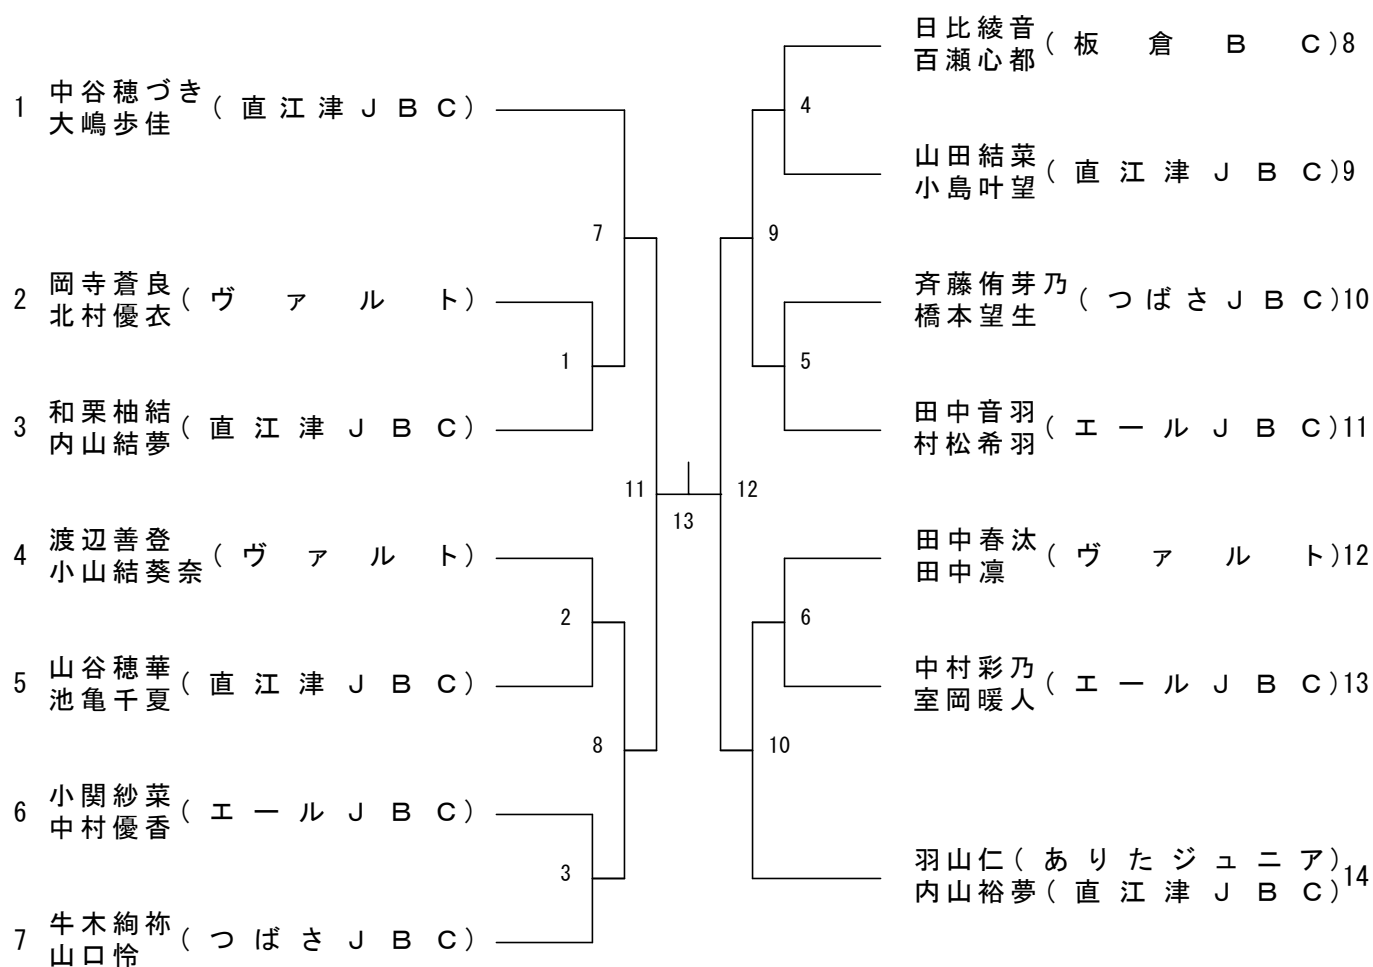 1 中谷穂づき (直江津JBC)
大嶋歩佳
2 岡寺蒼良 (ヴァルト)
北村優衣
3 和栗柚結 (直江津JBC)
内山結夢
4 渡辺善登 (ヴァルト)
小山結葵奈
5 山谷穂華 (直江津JBC)
池亀千夏
6 小関紗菜 (エールJBC)
中村優香
7 牛木絢祢 (つばさJBC)
山口怜
7
1
11
2
8
3
13
4
9
5
12
6
10
日比綾音 (板倉BC) 8
百瀬心都
山田結菜 (直江津JBC) 9
小島叶望
斉藤侑芽乃 (つばさJBC) 10
橋本望生
田中音羽 (エールJBC) 11
村松希羽
田中春汰 (ヴァルト) 12
田中凛
中村彩乃 (エールJBC) 13
室岡暖人
羽山仁 (ありたジュニア) 14
内山裕夢 (直江津JBC)